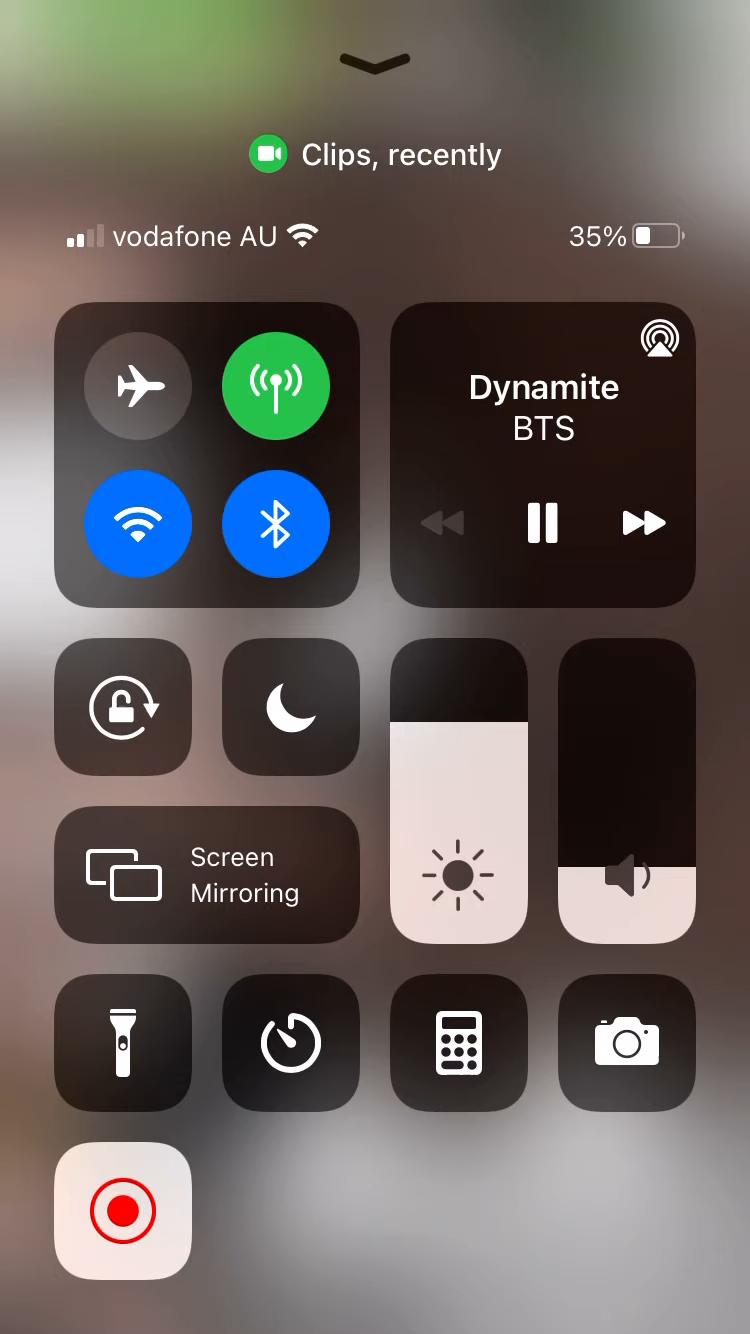 Clips, recently
vodafone AU
35%
Dynamite
BTS
Screen
Mirroring